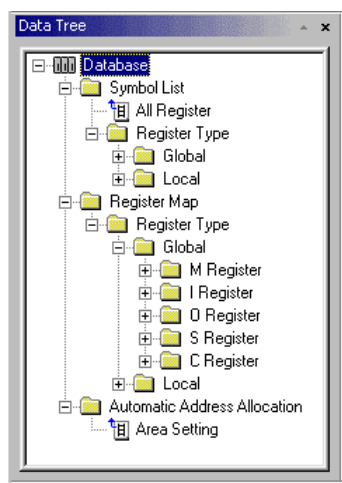 Data Tree
Database
Symbol List
All Register
Register Type
Global
Local
Register Map
Register Type
Global
M Register
I Register
O Register
S Register
C Register
Local
Automatic Address Allocation
Area Setting